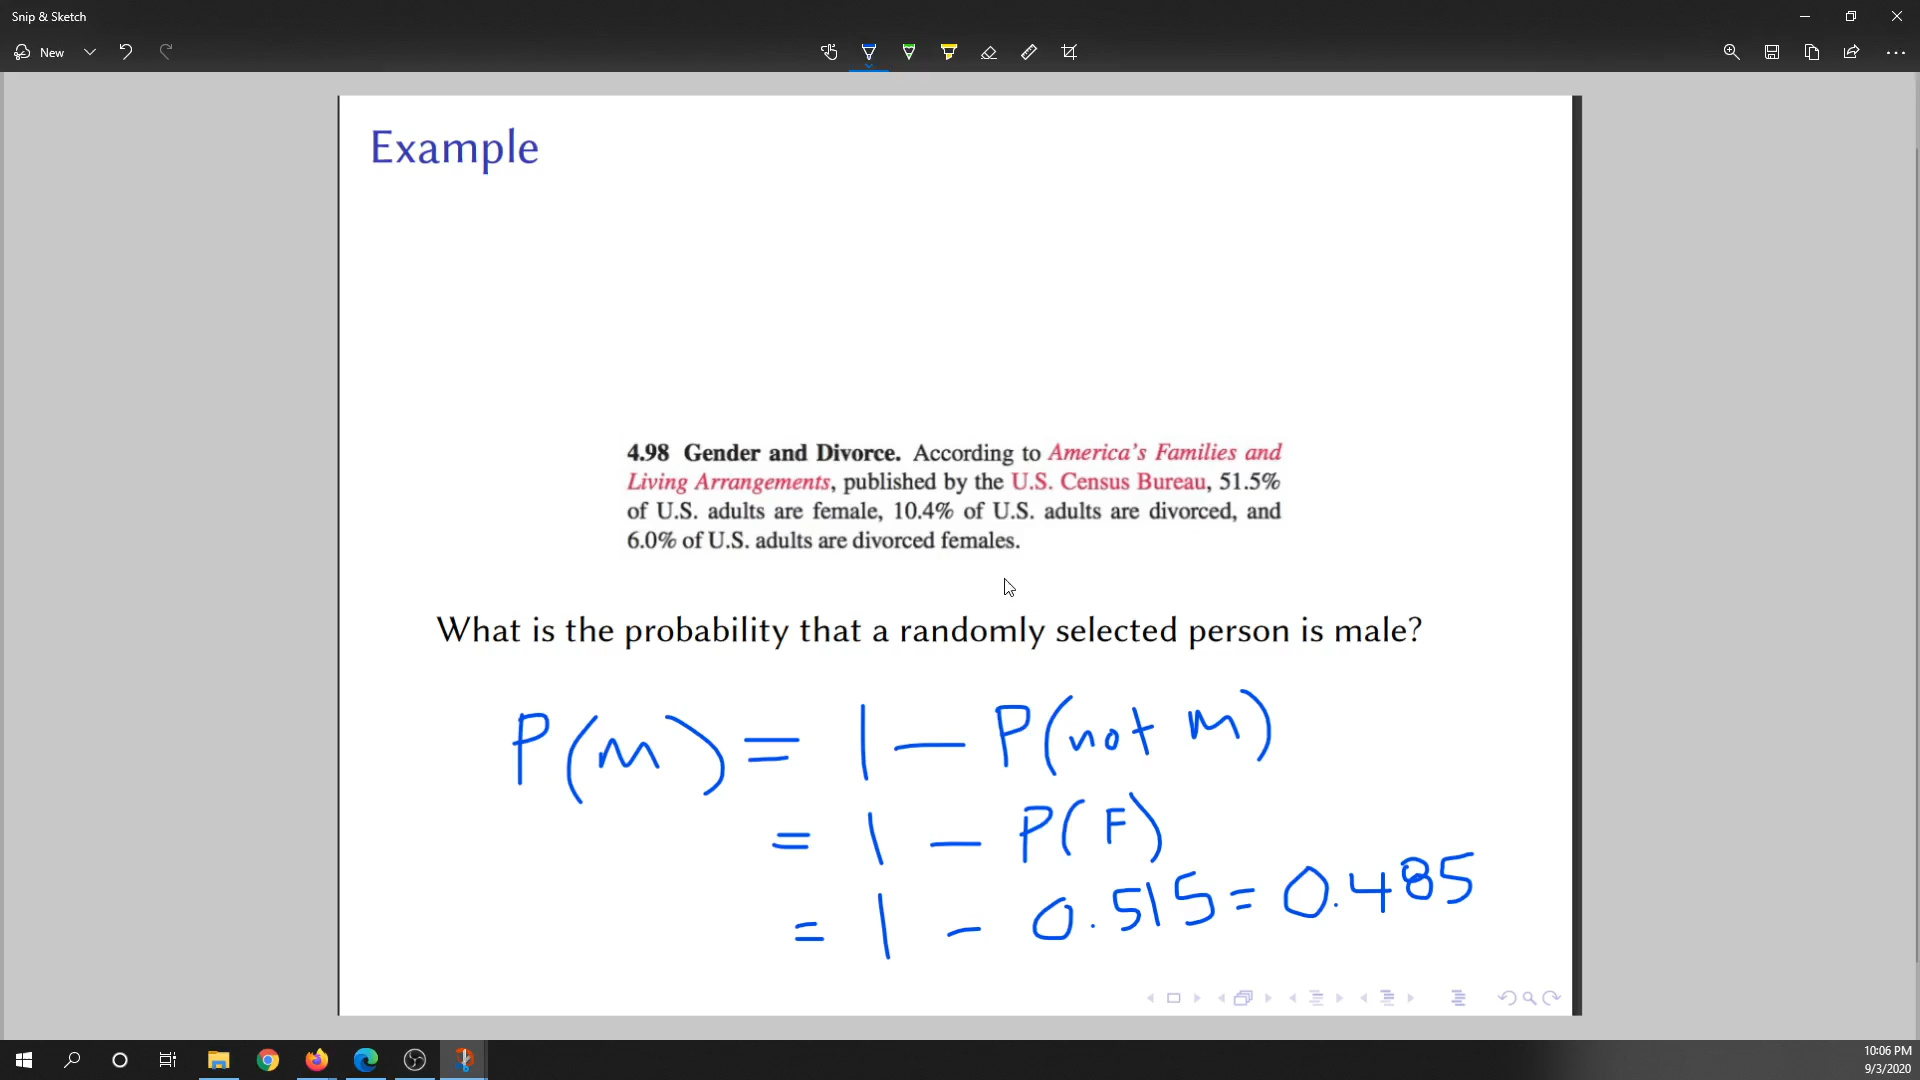 Snip & Sketch
New
Example
4.98 Gender and Divorce. According to America's Families and
Living Arrangements, published by the U.S. Census Bureau, 51.5%
of U.S. adults are female, 10.4% of U.S. adults are divorced, and
6.0% of U.S. adults are divorced females.
What is the probability that a randomly selected person is male?
P(M) = 1 — P(not M)
= 1 — P(F)
= 1 - 0.515 = 0.485
10:06 PM
9/3/2020